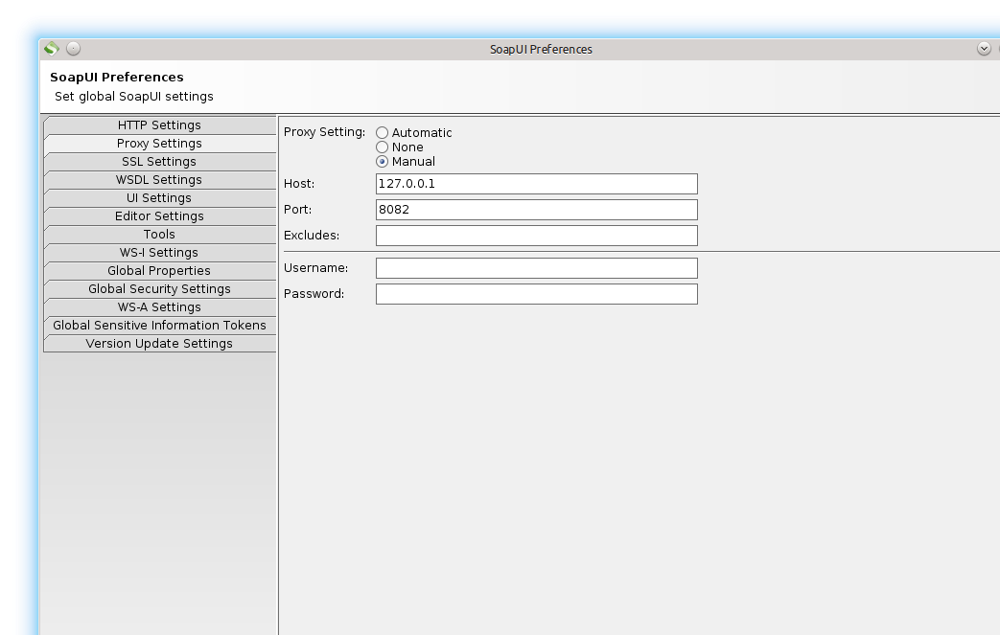 SoapUI Preferences
SoapUI Preferences
Set global SoapUI settings
HTTP Settings
Proxy Settings
SSL Settings
WSDL Settings
UI Settings
Editor Settings
Tools
WS-I Settings
Global Properties
Global Security Settings
WS-A Settings
Global Sensitive Information Tokens
Version Update Settings
Proxy Setting: Automatic
None
Manual
Host: 127.0.0.1
Port: 8082
Excludes:
Username:
Password: